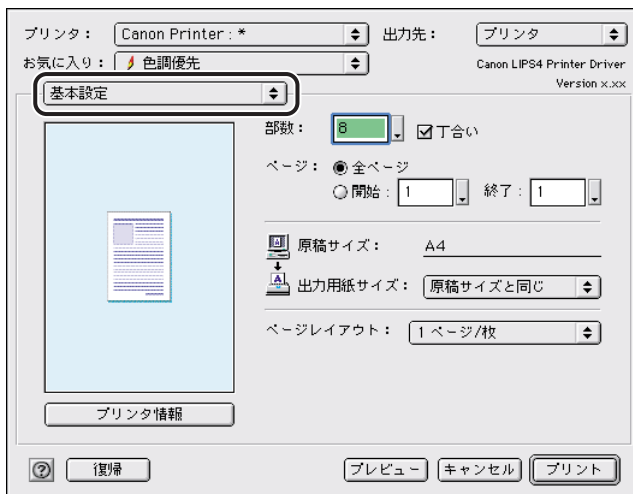 プリンタ： Canon Printer : * 出力先： プリンタ
お気に入り： 色調優先 Canon LIPS4 Printer Driver
Version x.xx
基本設定
部数： 8 丁合い
ページ： 全ページ
開始： 1 終了： 1
原稿サイズ： A4
出力用紙サイズ： 原稿サイズと同じ
ページレイアウト： 1 ページ/枚
プリンタ情報
? 復帰 プレビュー キャンセル プリント